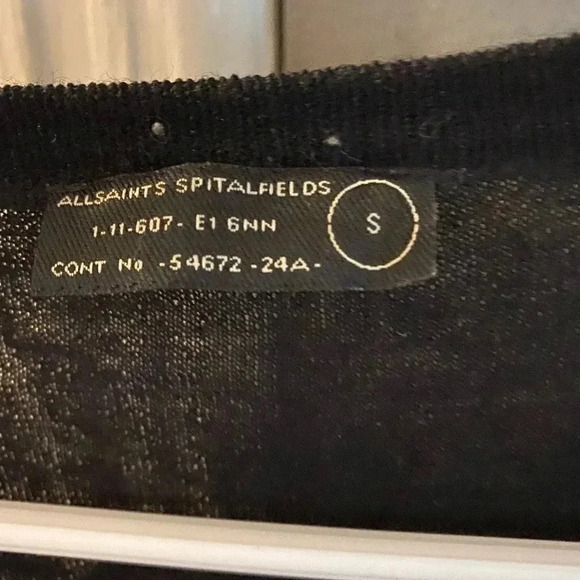 ALLSAINTS SPITALFIELDS
1-11-607- E1 6NN
CONT No -54672-24A-
S